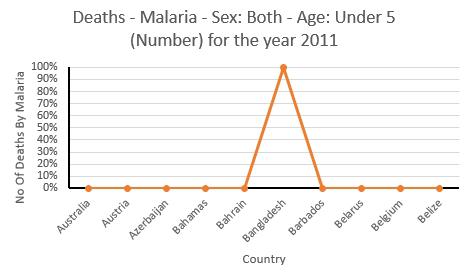 Deaths - Malaria - Sex: Both - Age: Under 5
(Number) for the year 2011
No Of Deaths By Malaria
100%
90%
80%
70%
60%
50%
40%
30%
20%
10%
0%
Australia
Austria
Azerbaijan
Bahamas
Bahrain
Bangladesh
Barbados
Belarus
Belgium
Belize
Country